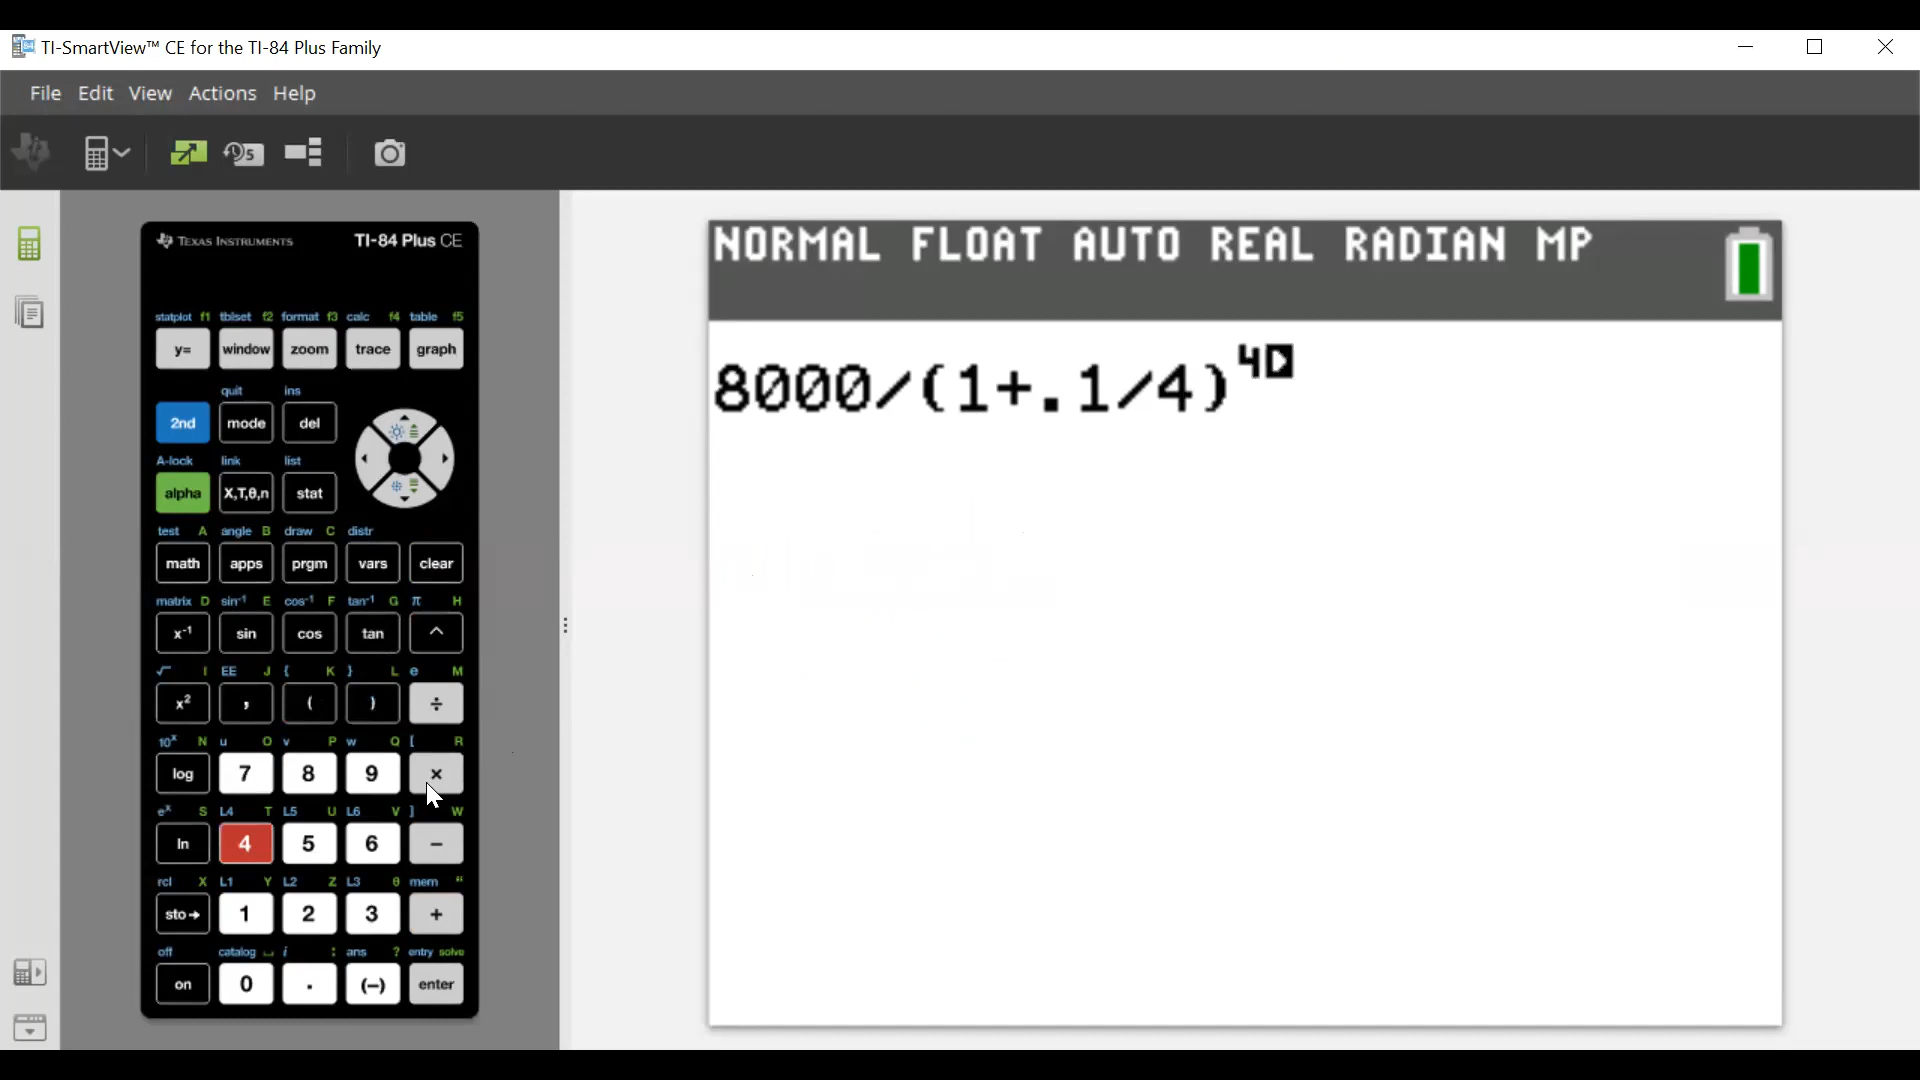 TI-SmartView™ CE for the TI-84 Plus Family
File Edit View Actions Help
5
TEXAS INSTRUMENTS TI-84 Plus CE
NORMAL FLOAT AUTO REAL RADIAN MP
8000/(1+.1/4)^4
statplot f1 tblset f2 format f3 calc f4 table f5
y= window zoom trace graph
quit ins
2nd mode del
A-lock link list
alpha X,T,θ,n stat
test A angle B draw C distr
math apps prgm vars clear
matrix D sin⁻¹ E cos⁻¹ F tan⁻¹ G π H
x⁻¹ sin cos tan ^
√ I EE J { K } L e M
x² , ( ) ÷
10ˣ N u O v P w Q [ R
log 7 8 9 ×
eˣ S L4 T L5 U L6 V ] W
ln 4 5 6 −
rcl X L1 Y L2 Z L3 θ mem "
sto→ 1 2 3 +
off catalog ␣ i : ans ? entry solve
on 0 . (−) enter